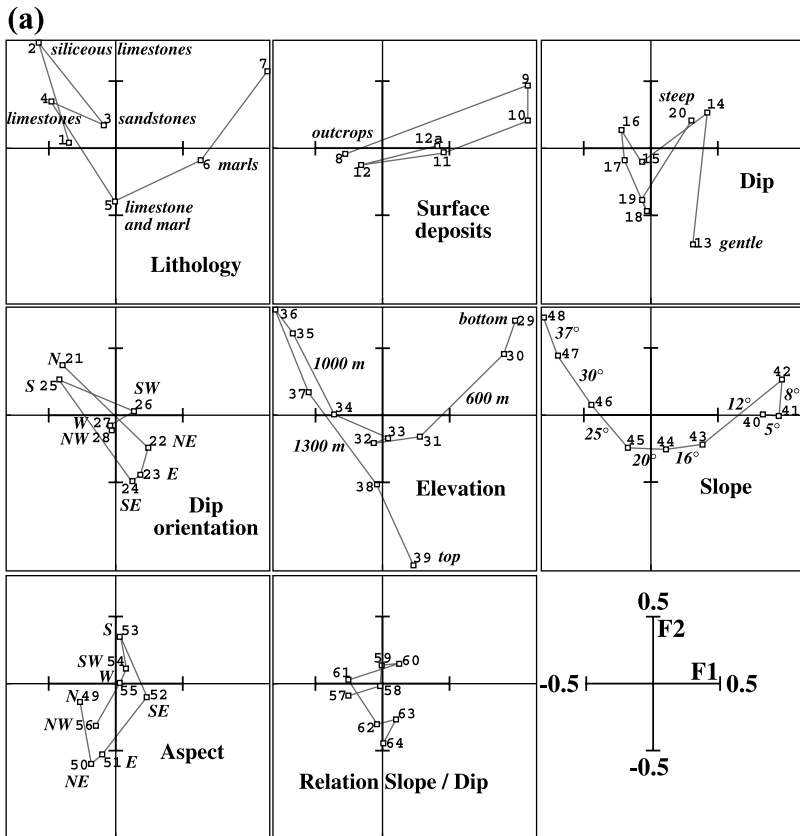 (a)
2 siliceous limestones
7
4
limestones
3 sandstones
1
6 marls
5 limestone
and marl
Lithology
9
10
outcrops
12a
8
11
12
Surface
deposits
steep
14
20
16
15
17
Dip
19
18
13 gentle
N 21
S 25
SW
26
W 27
NW 28
22 NE
23 E
24
SE
Dip
orientation
36
bottom 29
35
1000 m
30
37
600 m
34
33
32
31
1300 m
38
Elevation
39 top
48
37°
47
30°
42
8°
46
12°
41
40
5°
25°
45
44
43
20°
16°
Slope
S 53
SW 54
W
55
N 49
52
SE
NW 56
50
51 E
NE
Aspect
59
60
61
58
57
63
62
64
Relation Slope / Dip
0.5
F2
F1
-0.5
0.5
-0.5